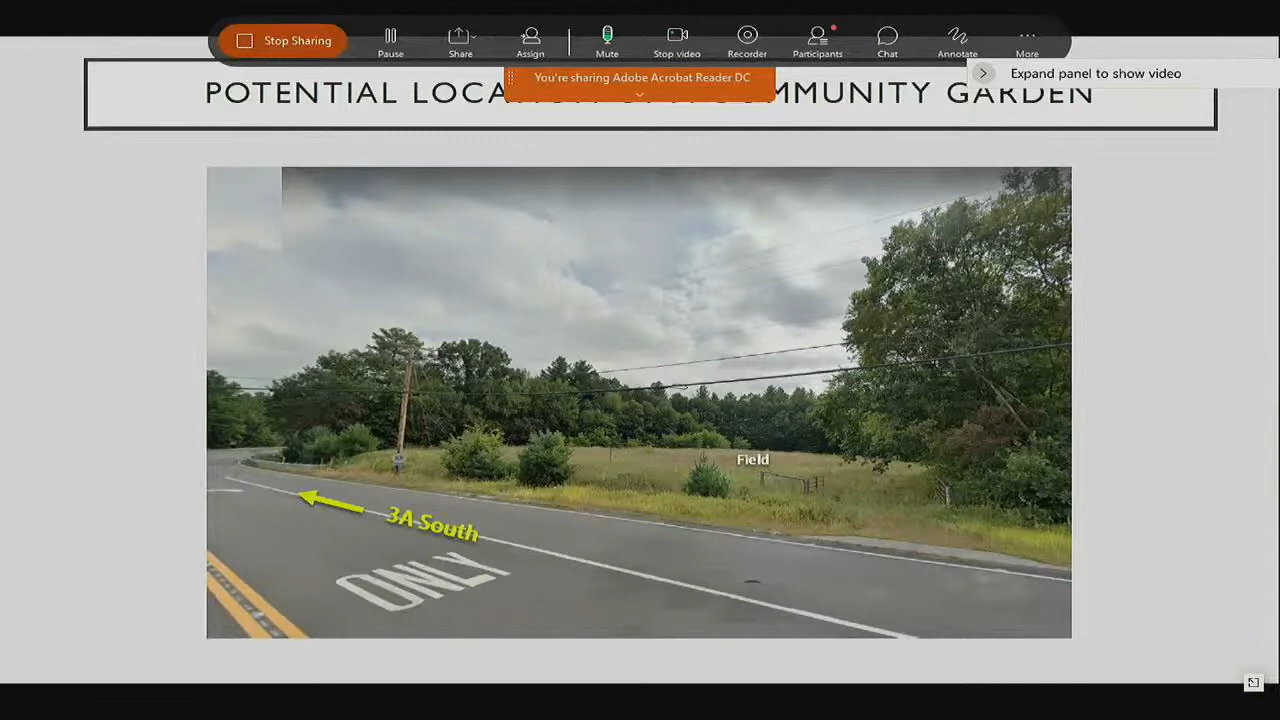 Stop Sharing
Pause
Share
Assign
Mute
Stop video
Recorder
Participants
Chat
Annotate
More
You're sharing Adobe Acrobat Reader DC
Expand panel to show video
POTENTIAL LOCA COMMUNITY GARDEN
Field
3A South
ONLY